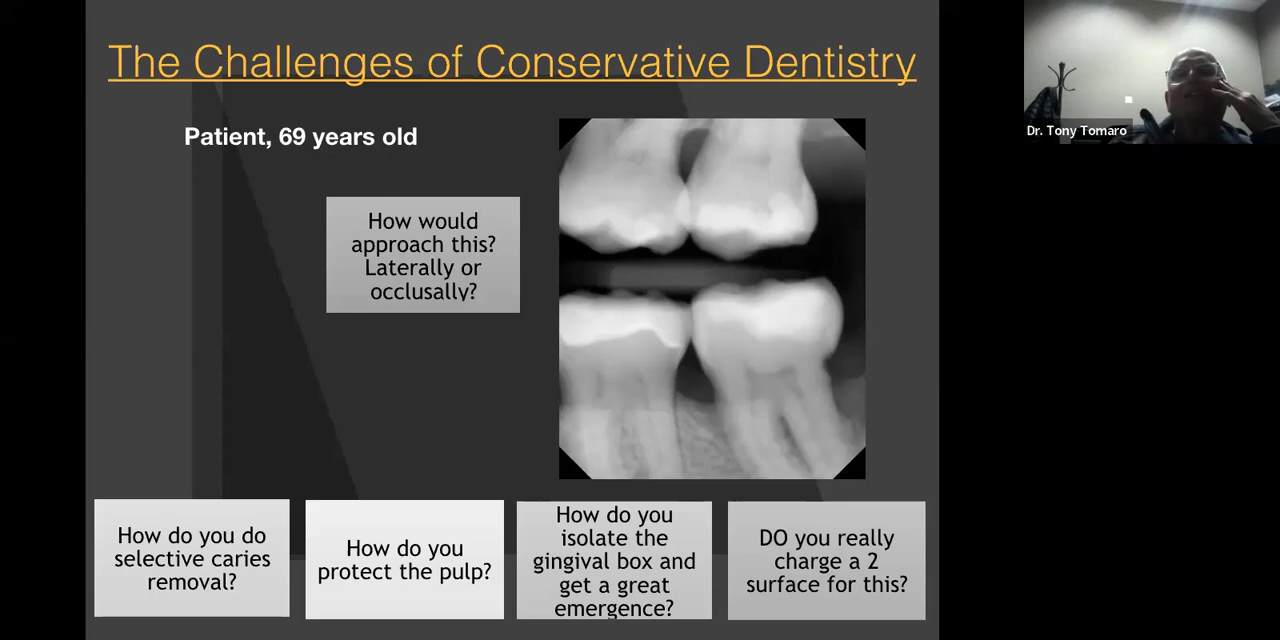 The Challenges of Conservative Dentistry
Patient, 69 years old
Dr. Tony Tomaro
How would
approach this?
Laterally or
occlusally?
How do you do
selective caries
removal?
How do you
protect the pulp?
How do you
isolate the
gingival box and
get a great
emergence?
DO you really
charge a 2
surface for this?